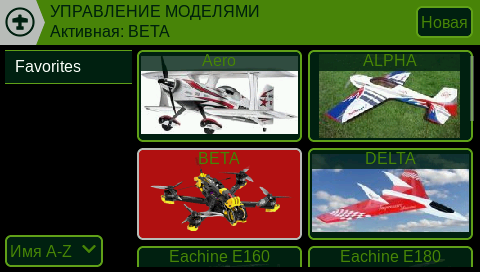 УПРАВЛЕНИЕ МОДЕЛЯМИ
Активная: BETA
Новая
Favorites
Aero
ALPHA
BETA
DELTA
Eachine E160
Eachine E180
Имя A-Z